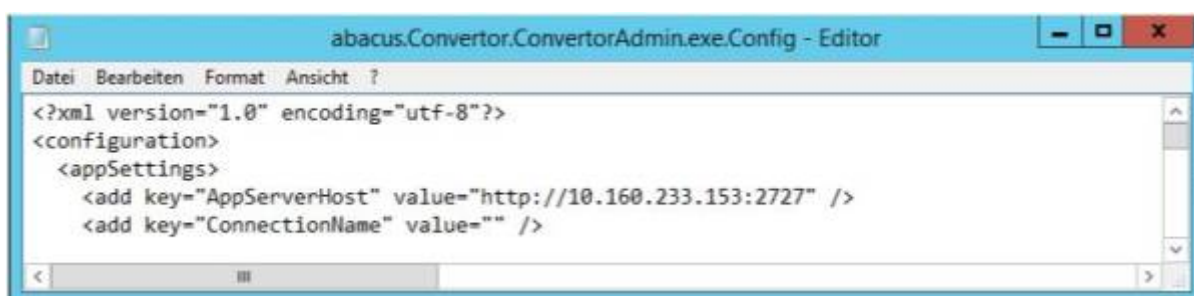 abacus.Convertor.ConvertorAdmin.exe.Config - Editor
Datei Bearbeiten Format Ansicht ?
<?xml version="1.0" encoding="utf-8"?>
<configuration>
<appSettings>
<add key="AppServerHost" value="http://10.160.233.153:2727" />
<add key="ConnectionName" value="" />